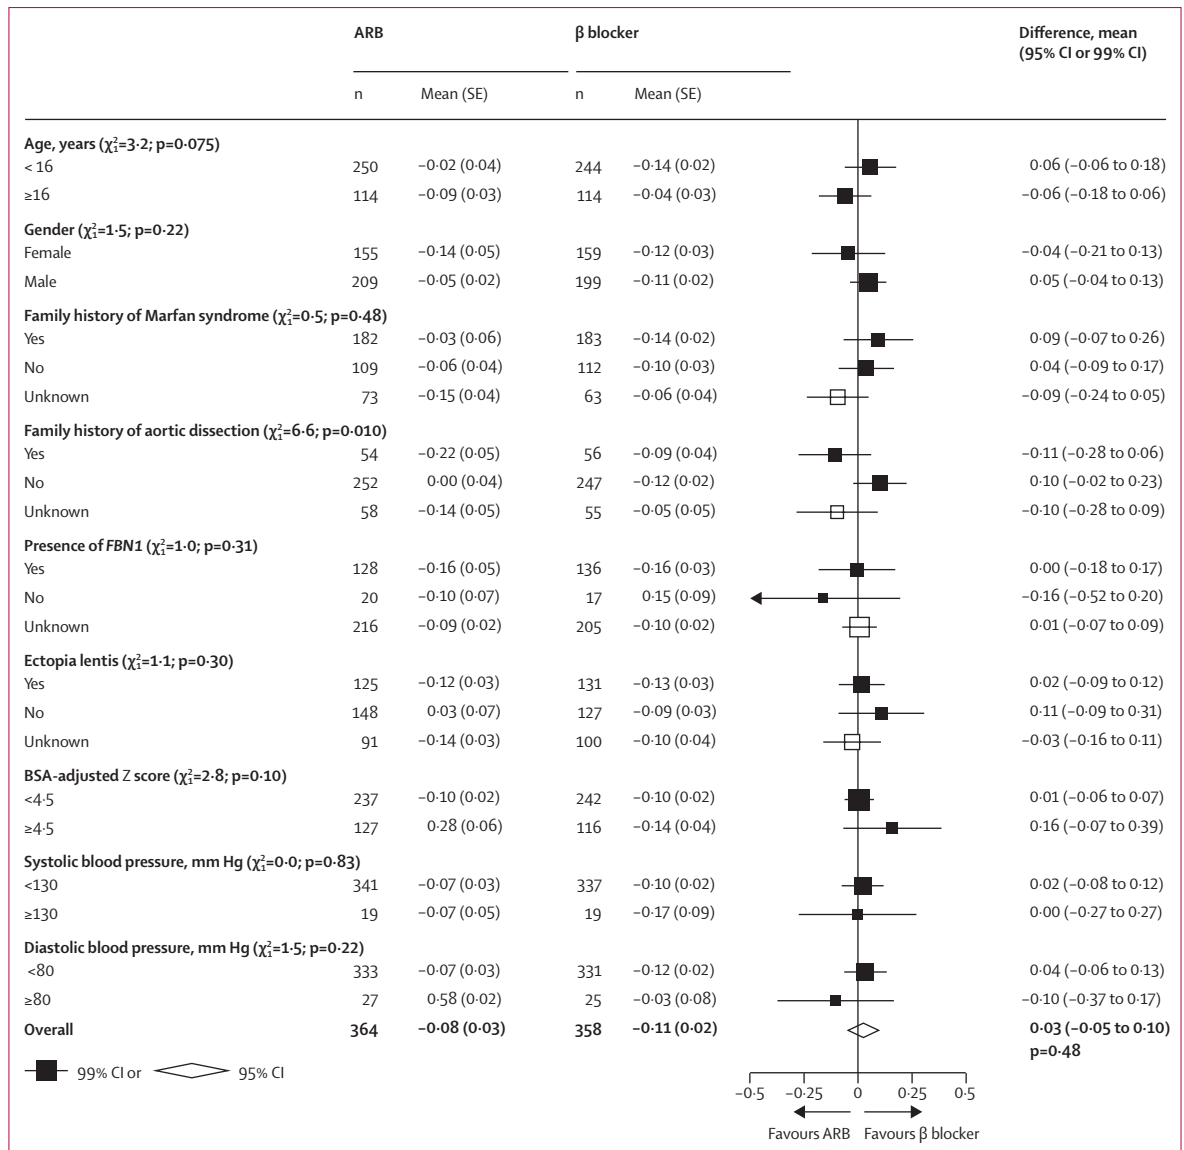 ARB β blocker Difference, mean
(95% CI or 99% CI)
n Mean (SE) n Mean (SE)
Age, years (χ²₁=3·2; p=0·075)
< 16 250 −0·02 (0·04) 244 −0·14 (0·02) 0·06 (−0·06 to 0·18)
≥16 114 −0·09 (0·03) 114 −0·04 (0·03) −0·06 (−0·18 to 0·06)
Gender (χ²₁=1·5; p=0·22)
Female 155 −0·14 (0·05) 159 −0·12 (0·03) −0·04 (−0·21 to 0·13)
Male 209 −0·05 (0·02) 199 −0·11 (0·02) 0·05 (−0·04 to 0·13)
Family history of Marfan syndrome (χ²₁=0·5; p=0·48)
Yes 182 −0·03 (0·06) 183 −0·14 (0·02) 0·09 (−0·07 to 0·26)
No 109 −0·06 (0·04) 112 −0·10 (0·03) 0·04 (−0·09 to 0·17)
Unknown 73 −0·15 (0·04) 63 −0·06 (0·04) −0·09 (−0·24 to 0·05)
Family history of aortic dissection (χ²₁=6·6; p=0·010)
Yes 54 −0·22 (0·05) 56 −0·09 (0·04) −0·11 (−0·28 to 0·06)
No 252 0·00 (0·04) 247 −0·12 (0·02) 0·10 (−0·02 to 0·23)
Unknown 58 −0·14 (0·05) 55 −0·05 (0·05) −0·10 (−0·28 to 0·09)
Presence of FBN1 (χ²₁=1·0; p=0·31)
Yes 128 −0·16 (0·05) 136 −0·16 (0·03) 0·00 (−0·18 to 0·17)
No 20 −0·10 (0·07) 17 0·15 (0·09) −0·16 (−0·52 to 0·20)
Unknown 216 −0·09 (0·02) 205 −0·10 (0·02) 0·01 (−0·07 to 0·09)
Ectopia lentis (χ²₁=1·1; p=0·30)
Yes 125 −0·12 (0·03) 131 −0·13 (0·03) 0·02 (−0·09 to 0·12)
No 148 0·03 (0·07) 127 −0·09 (0·03) 0·11 (−0·09 to 0·31)
Unknown 91 −0·14 (0·03) 100 −0·10 (0·04) −0·03 (−0·16 to 0·11)
BSA-adjusted Z score (χ²₁=2·8; p=0·10)
<4·5 237 −0·10 (0·02) 242 −0·10 (0·02) 0·01 (−0·06 to 0·07)
≥4·5 127 0·28 (0·06) 116 −0·14 (0·04) 0·16 (−0·07 to 0·39)
Systolic blood pressure, mm Hg (χ²₁=0·0; p=0·83)
<130 341 −0·07 (0·03) 337 −0·10 (0·02) 0·02 (−0·08 to 0·12)
≥130 19 −0·07 (0·05) 19 −0·17 (0·09) 0·00 (−0·27 to 0·27)
Diastolic blood pressure, mm Hg (χ²₁=1·5; p=0·22)
<80 333 −0·07 (0·03) 331 −0·12 (0·02) 0·04 (−0·06 to 0·13)
≥80 27 0·58 (0·02) 25 −0·03 (0·08) −0·10 (−0·37 to 0·17)
Overall 364 −0·08 (0·03) 358 −0·11 (0·02) 0·03 (−0·05 to 0·10)
p=0·48
99% CI or 95% CI
−0·5 −0·25 0 0·25 0·5
Favours ARB Favours β blocker